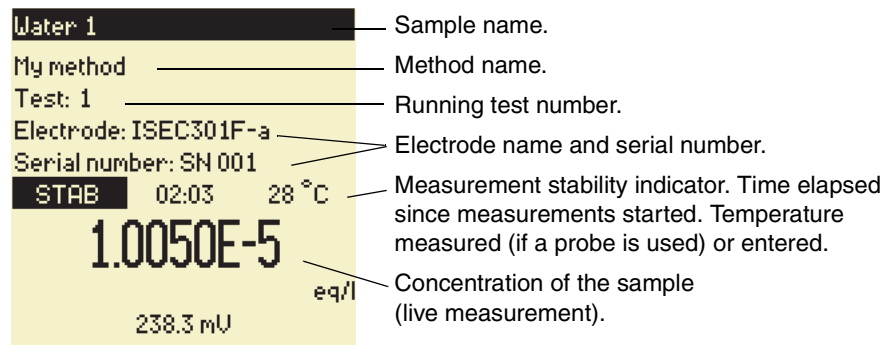 Water 1
My method
Test: 1
Electrode: ISEC301F-a
Serial number: SN 001
STAB 02:03 28 °C
1.0050E-5
eq/l
238.3 mV
Sample name.
Method name.
Running test number.
Electrode name and serial number.
Measurement stability indicator. Time elapsed
since measurements started. Temperature
measured (if a probe is used) or entered.
Concentration of the sample
(live measurement).